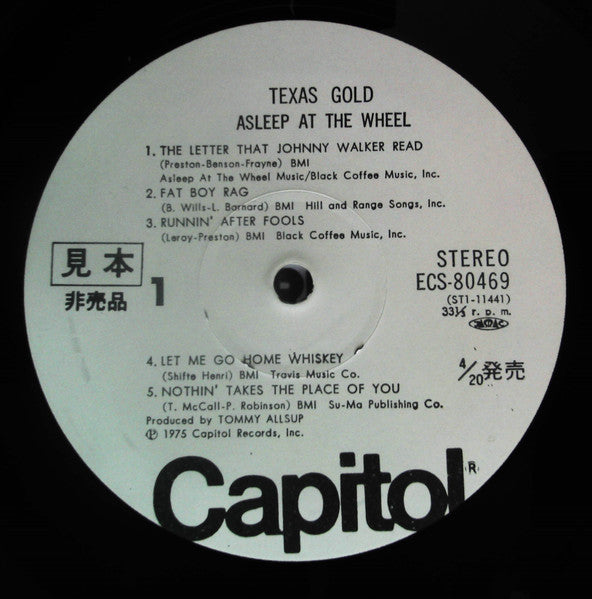 TEXAS GOLD
ASLEEP AT THE WHEEL
1. THE LETTER THAT JOHNNY WALKER READ
(Preston-Benson-Frayne) BMI
Asleep At The Wheel Music/Black Coffee Music, Inc.
2. FAT BOY RAG
(B. Wills-L. Barnard) BMI Hill and Range Songs, Inc.
3. RUNNIN' AFTER FOOLS
(Leroy-Preston) BMI Black Coffee Music, Inc.
見本
非売品
1
STEREO
ECS-80469
(ST1-11441)
33⅓ r. p. m.
4. LET ME GO HOME WHISKEY
(Shifte Henri) BMI Travis Music Co.
5. NOTHIN' TAKES THE PLACE OF YOU
(T. McCall-P. Robinson) BMI Su-Ma Publishing Co.
Produced by TOMMY ALLSUP
℗ 1975 Capitol Records, Inc.
4/20発売
Capitol®